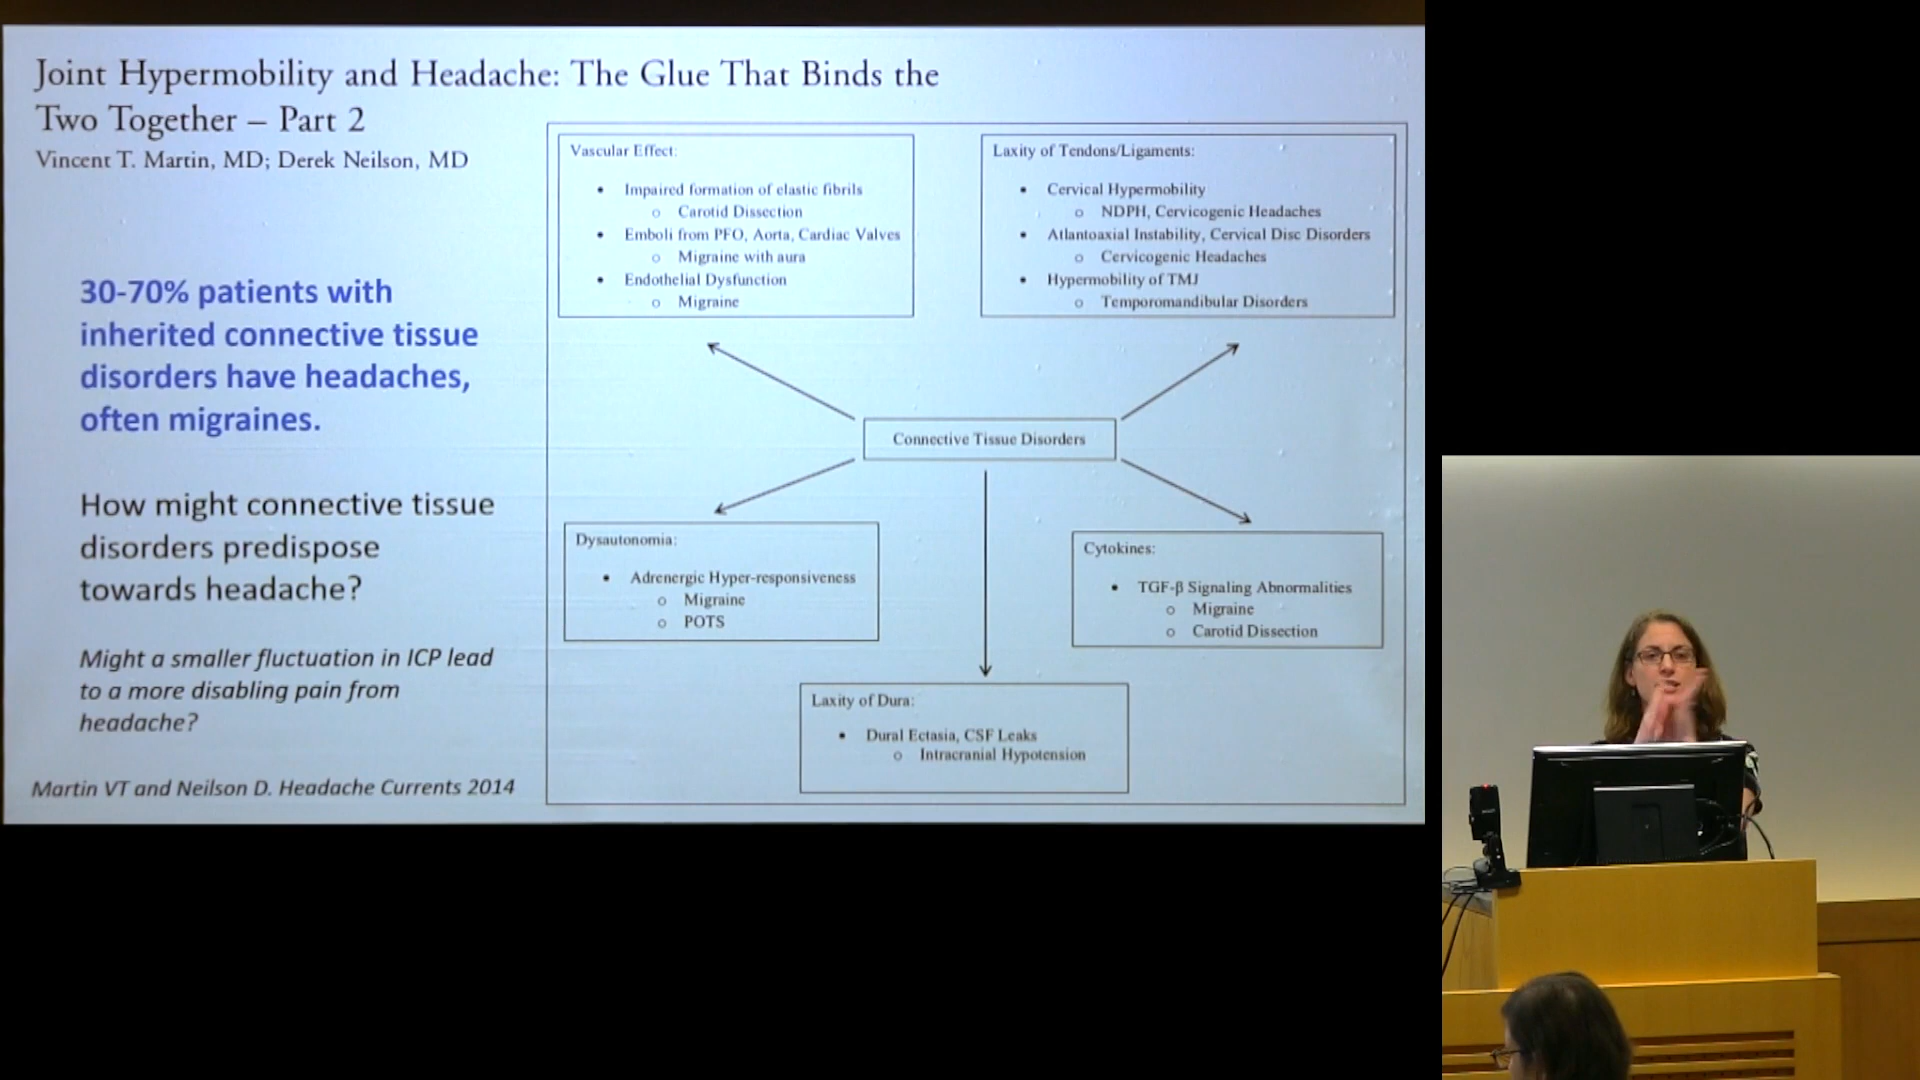 Joint Hypermobility and Headache: The Glue That Binds the
Two Together – Part 2
Vincent T. Martin, MD; Derek Neilson, MD
30-70% patients with
inherited connective tissue
disorders have headaches,
often migraines.
How might connective tissue
disorders predispose
towards headache?
Might a smaller fluctuation in ICP lead
to a more disabling pain from
headache?
Martin VT and Neilson D. Headache Currents 2014
Vascular Effect:
• Impaired formation of elastic fibrils
o Carotid Dissection
• Emboli from PFO, Aorta, Cardiac Valves
o Migraine with aura
• Endothelial Dysfunction
o Migraine
Laxity of Tendons/Ligaments:
• Cervical Hypermobility
o NDPH, Cervicogenic Headaches
• Atlantoaxial Instability, Cervical Disc Disorders
o Cervicogenic Headaches
• Hypermobility of TMJ
o Temporomandibular Disorders
Connective Tissue Disorders
Dysautonomia:
• Adrenergic Hyper-responsiveness
o Migraine
o POTS
Cytokines:
• TGF-β Signaling Abnormalities
o Migraine
o Carotid Dissection
Laxity of Dura:
• Dural Ectasia, CSF Leaks
o Intracranial Hypotension